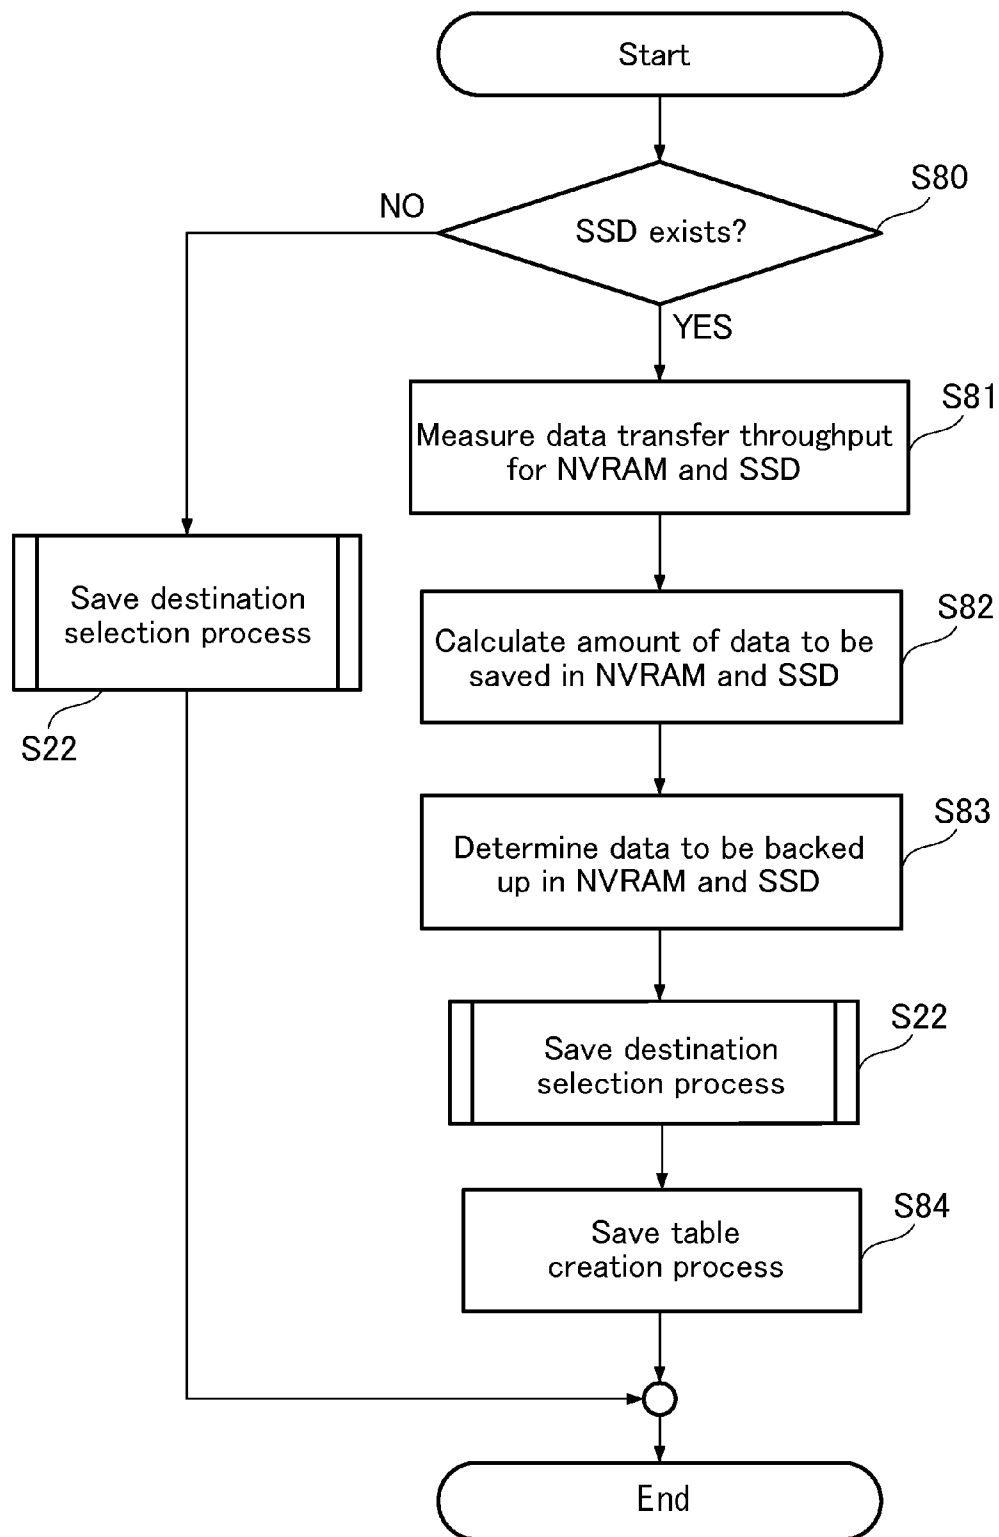 Start
S80
NO
SSD exists?
YES
S81
Measure data transfer throughput
for NVRAM and SSD
Save destination
selection process
S22
S82
Calculate amount of data to be
saved in NVRAM and SSD
S83
Determine data to be backed
up in NVRAM and SSD
S22
Save destination
selection process
S84
Save table
creation process
End